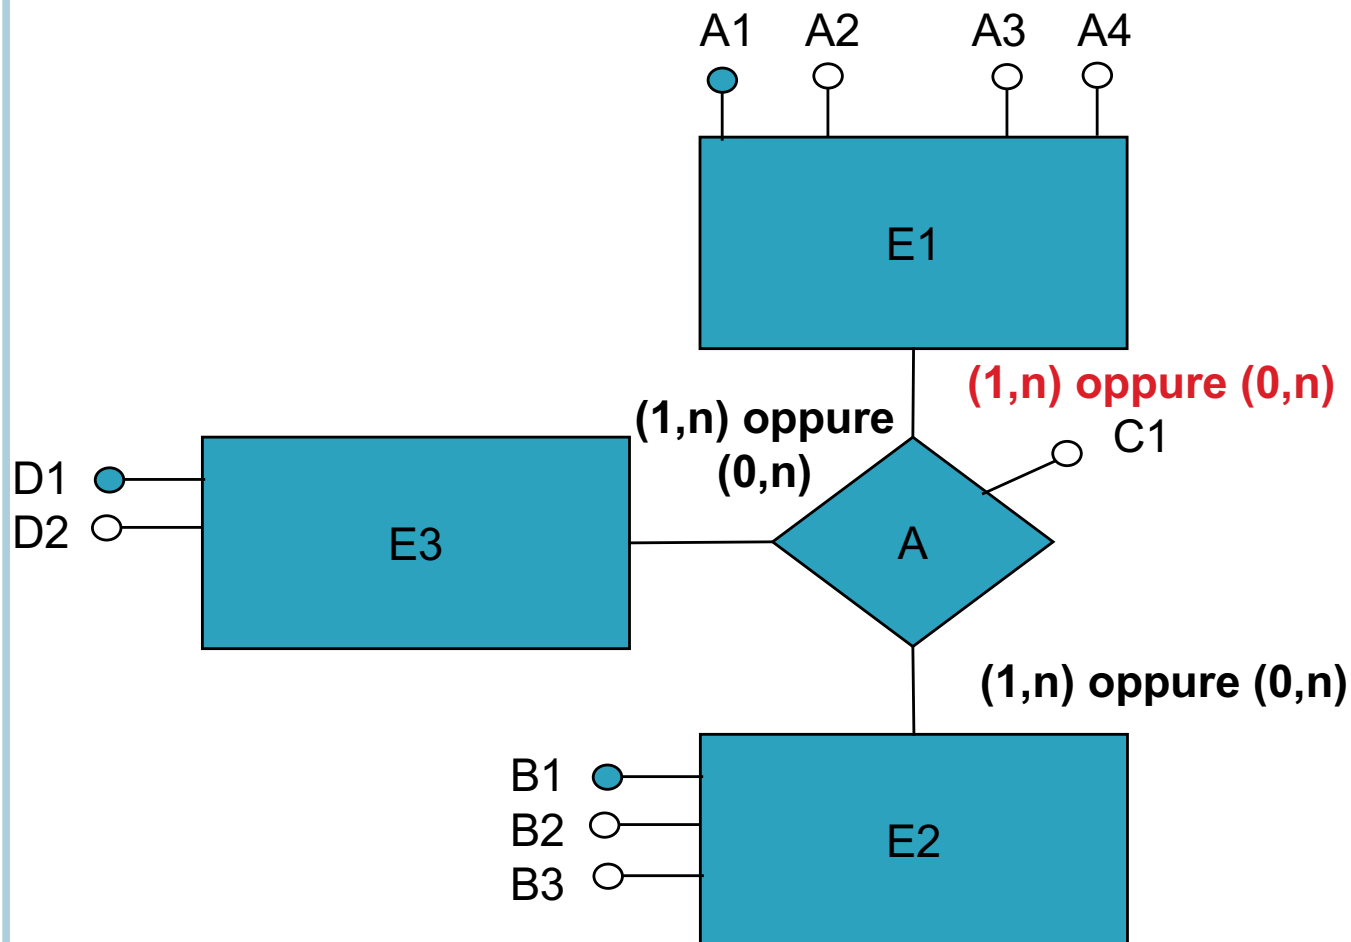 A1 A2 A3 A4
E1
(1,n) oppure (0,n)
(1,n) oppure
(0,n)
C1
D1
D2
E3
A
(1,n) oppure (0,n)
B1
B2
B3
E2